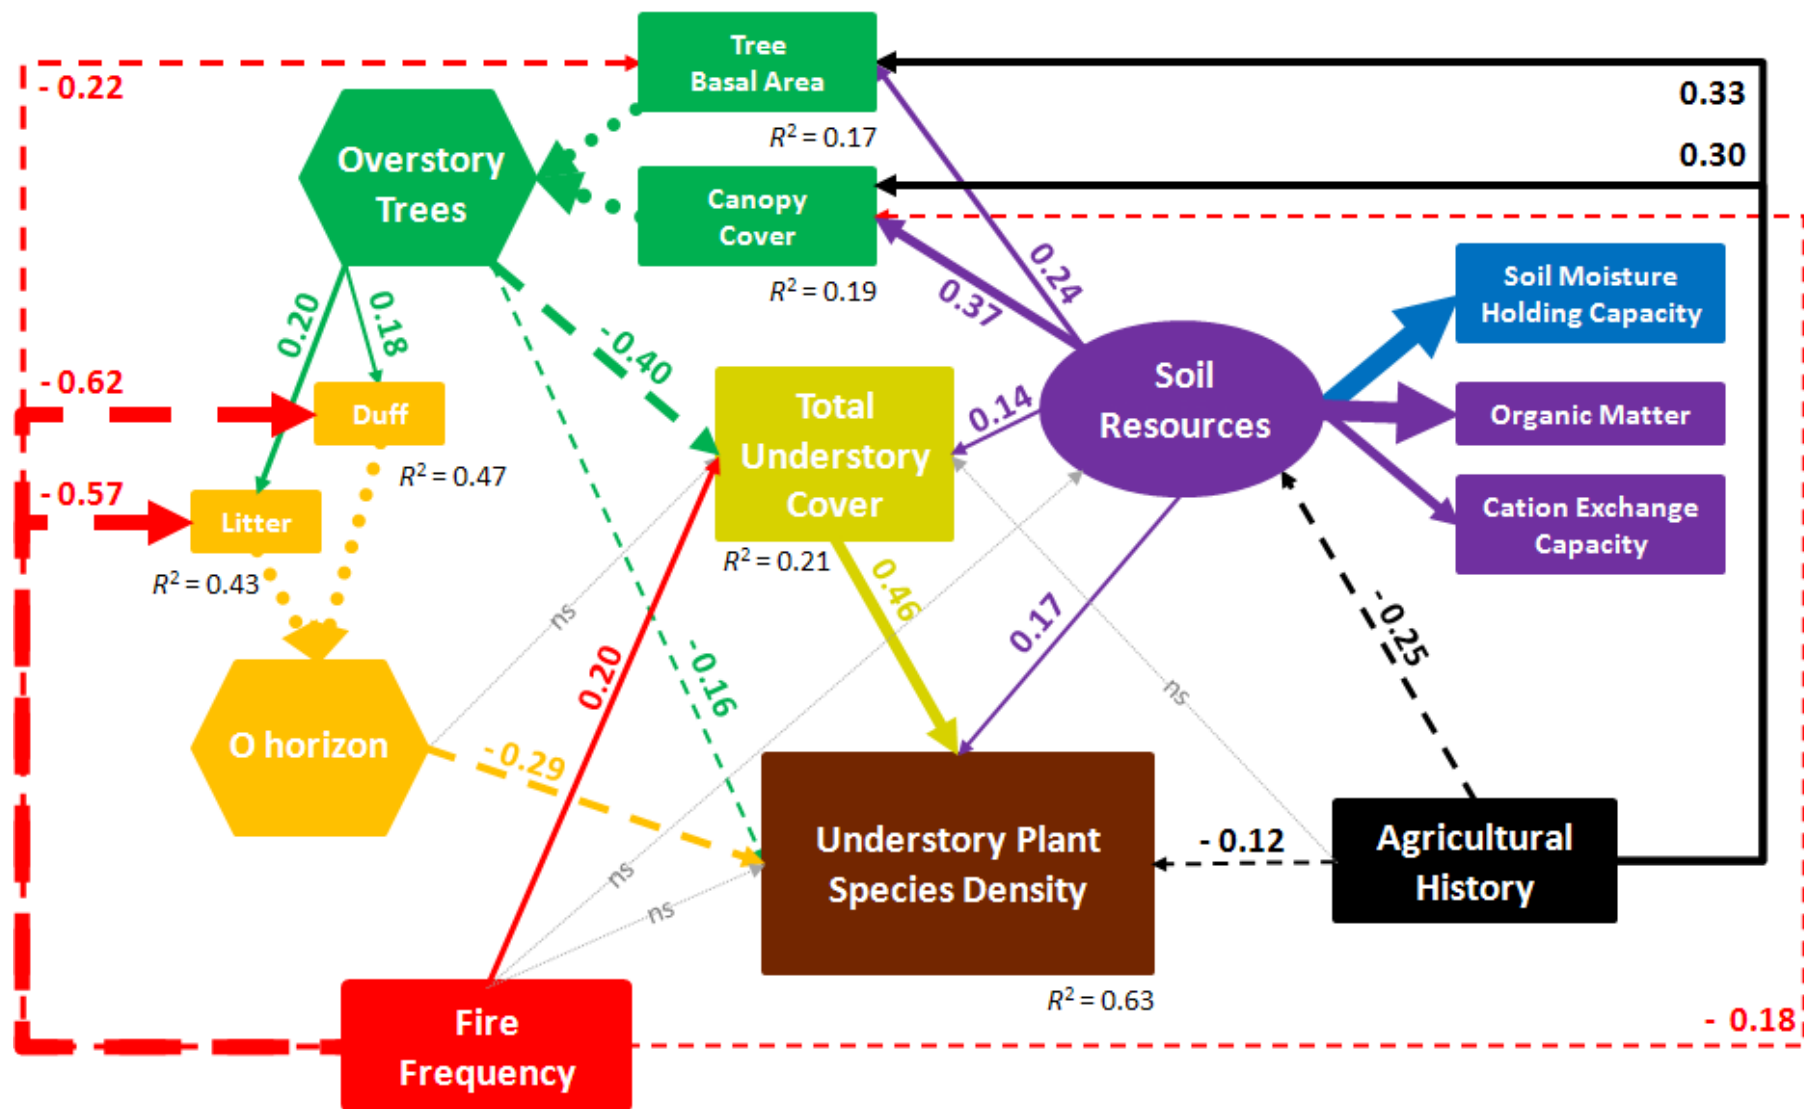 Tree
Basal Area
- 0.22
0.33
R² = 0.17
0.30
Overstory
Trees
Canopy
Cover
R² = 0.19
0.24
0.37
Soil Moisture
Holding Capacity
0.20
0.18
- 0.40
Soil
Resources
- 0.62
Duff
R² = 0.47
Total
Understory
Cover
R² = 0.21
0.14
Organic Matter
- 0.57
Litter
R² = 0.43
Cation Exchange
Capacity
ns
0.46
0.17
- 0.25
0.20
- 0.16
ns
O horizon
- 0.29
Understory Plant
Species Density
R² = 0.63
- 0.12
Agricultural
History
ns
ns
Fire
Frequency
- 0.18